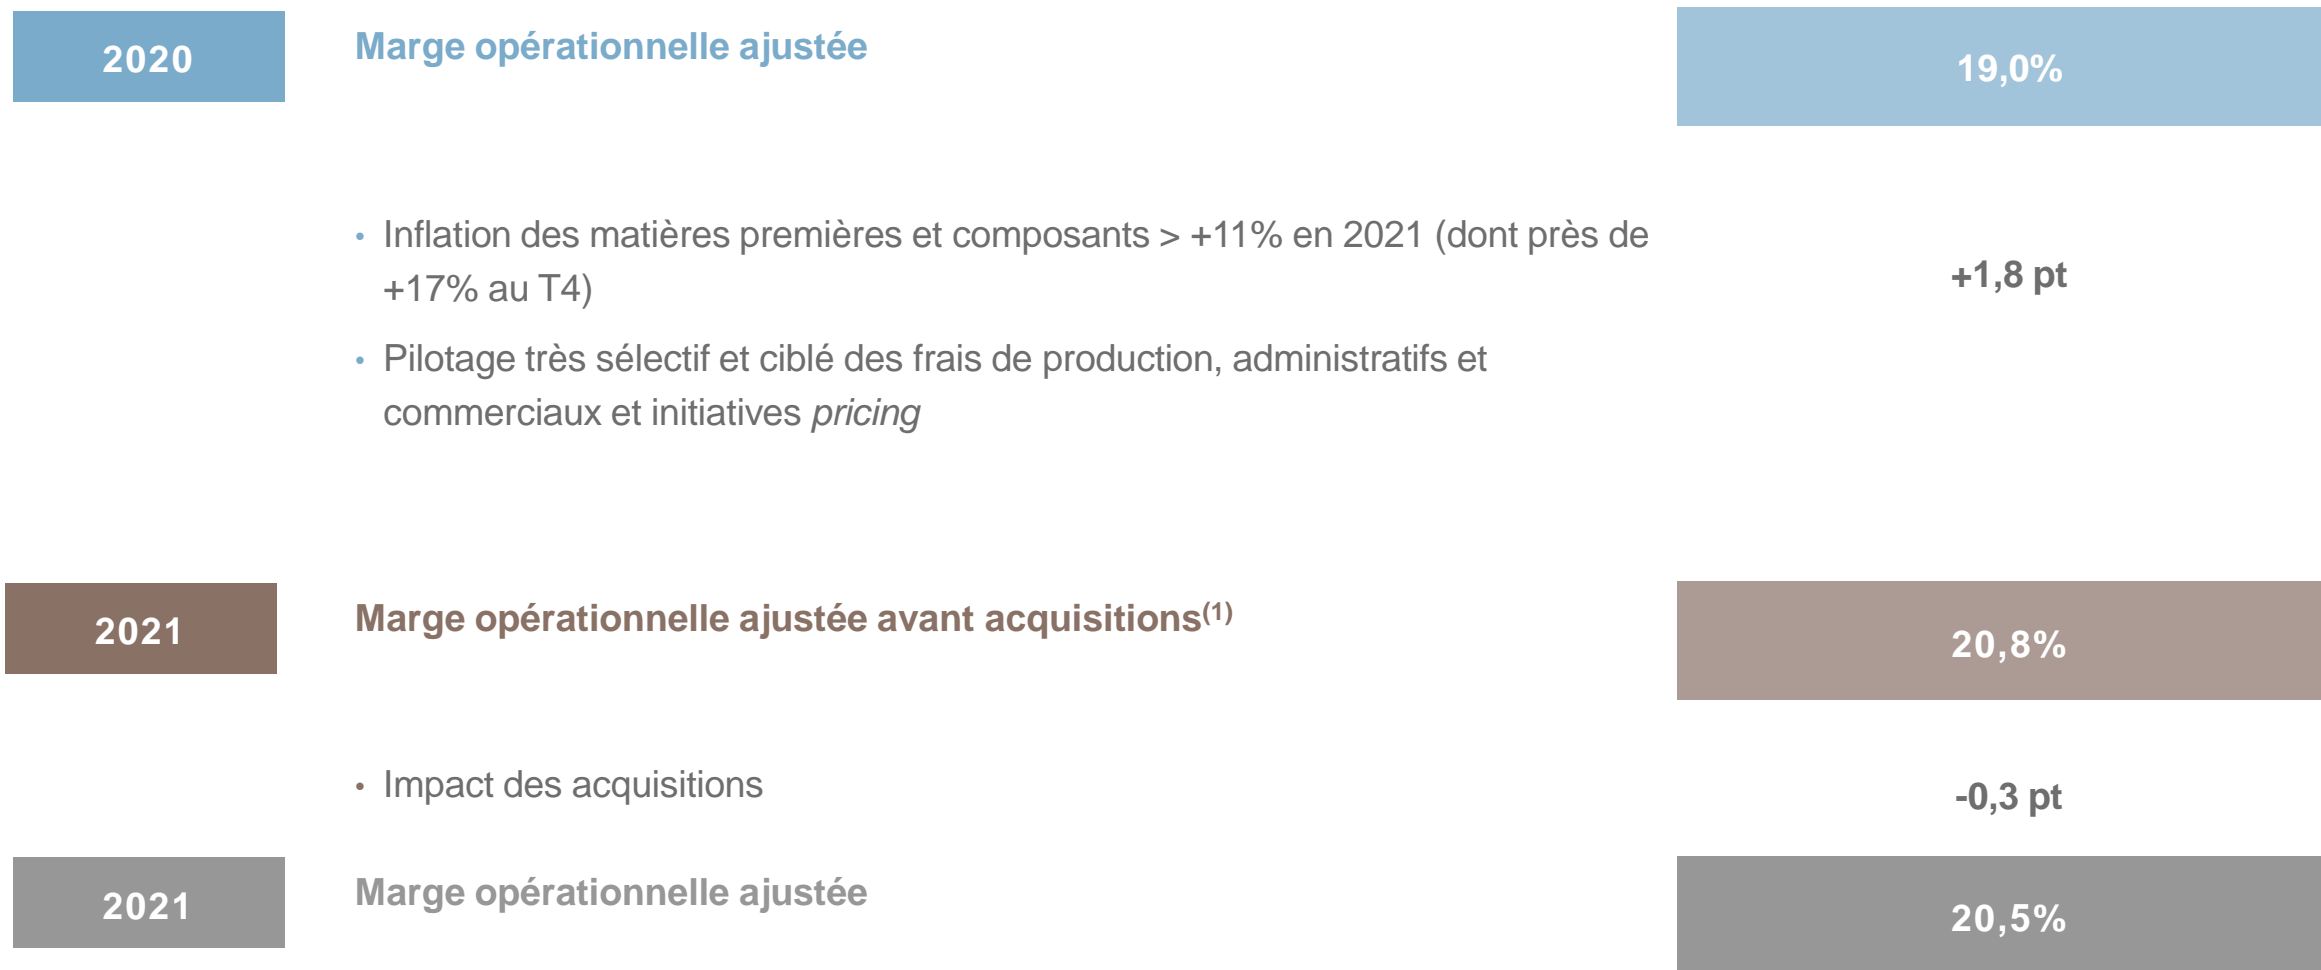 2020
Marge opérationnelle ajustée
19,0%
• Inflation des matières premières et composants > +11% en 2021 (dont près de
+17% au T4)
+1,8 pt
• Pilotage très sélectif et ciblé des frais de production, administratifs et
commerciaux et initiatives pricing
2021
Marge opérationnelle ajustée avant acquisitions(1)
20,8%
• Impact des acquisitions
-0,3 pt
2021
Marge opérationnelle ajustée
20,5%